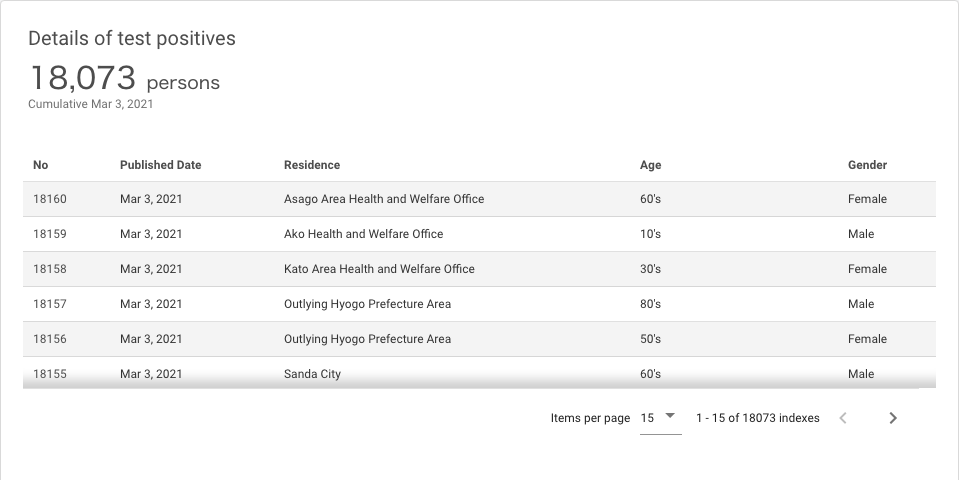 Details of test positives
18,073 persons
Cumulative Mar 3, 2021
No Published Date Residence Age Gender
18160 Mar 3, 2021 Asago Area Health and Welfare Office 60's Female
18159 Mar 3, 2021 Ako Health and Welfare Office 10's Male
18158 Mar 3, 2021 Kato Area Health and Welfare Office 30's Female
18157 Mar 3, 2021 Outlying Hyogo Prefecture Area 80's Male
18156 Mar 3, 2021 Outlying Hyogo Prefecture Area 50's Female
18155 Mar 3, 2021 Sanda City 60's Male
Items per page 15 1 - 15 of 18073 indexes